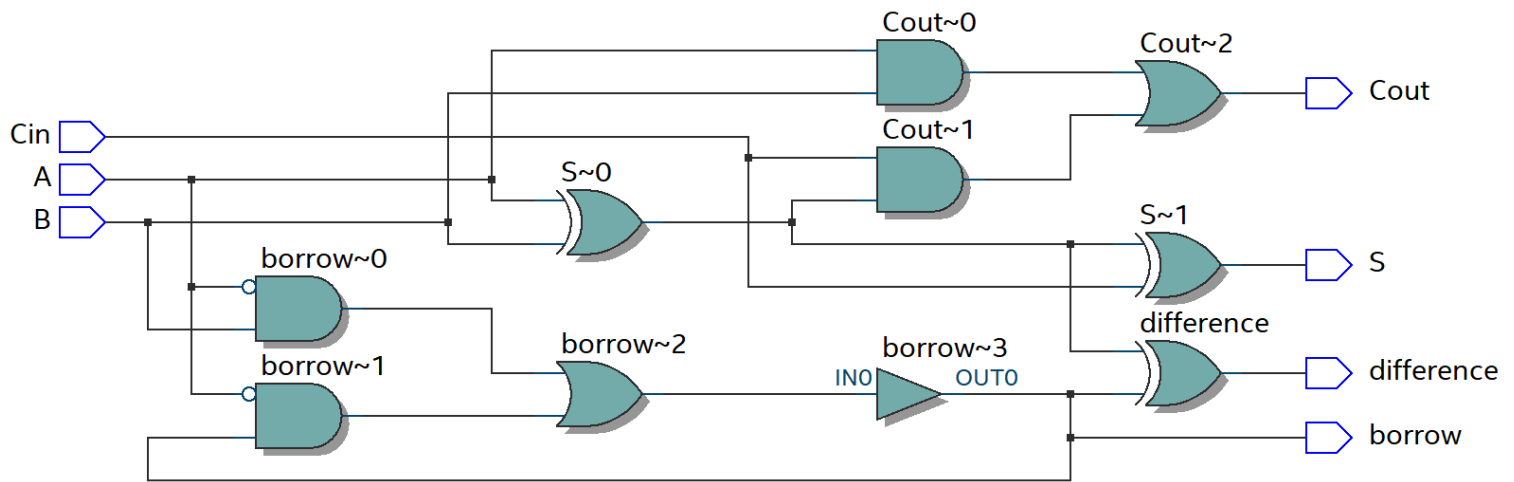 Cout~0
Cout~2
Cout
Cin
Cout~1
A
S~0
B
S~1
borrow~0
S
difference
borrow~2
borrow~3
borrow~1
IN0
OUT0
difference
borrow